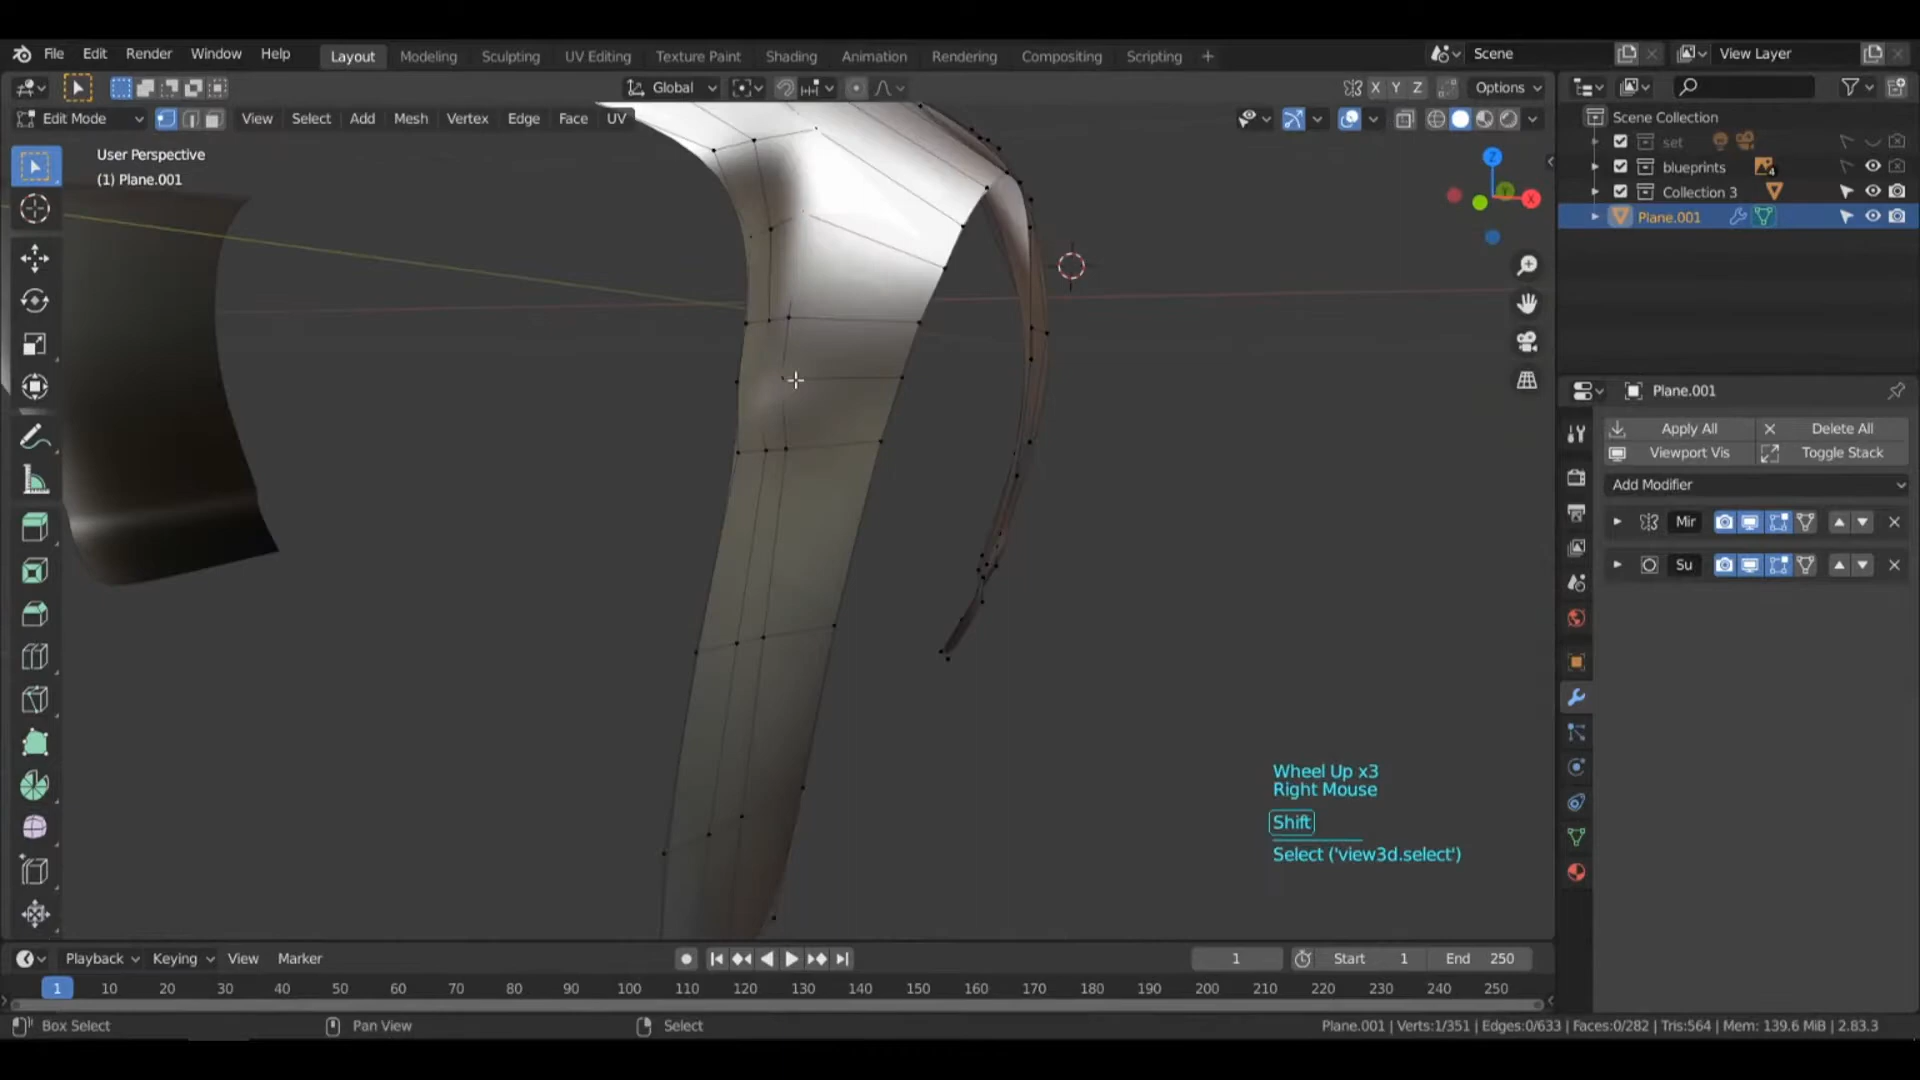 File Edit Render Window Help Layout Modeling Sculpting UV Editing Texture Paint Shading Animation Rendering Compositing Scripting + Scene View Layer
Global X Y Z Options
Edit Mode View Select Add Mesh Vertex Edge Face UV
User Perspective
(1) Plane.001
Z
X
Y
Scene Collection
set
blueprints 4
Collection 3
Plane.001
Plane.001
Apply All Delete All
Viewport Vis Toggle Stack
Add Modifier
Mir
Su
Wheel Up x3
Right Mouse
Shift
Select ('view3d.select')
Playback Keying View Marker 1 Start 1 End 250
1 10 20 30 40 50 60 70 80 90 100 110 120 130 140 150 160 170 180 190 200 210 220 230 240 250
Box Select Pan View Select Plane.001 | Verts:1/351 | Edges:0/633 | Faces:0/282 | Tris:564 | Mem: 139.6 MiB | 2.83.3